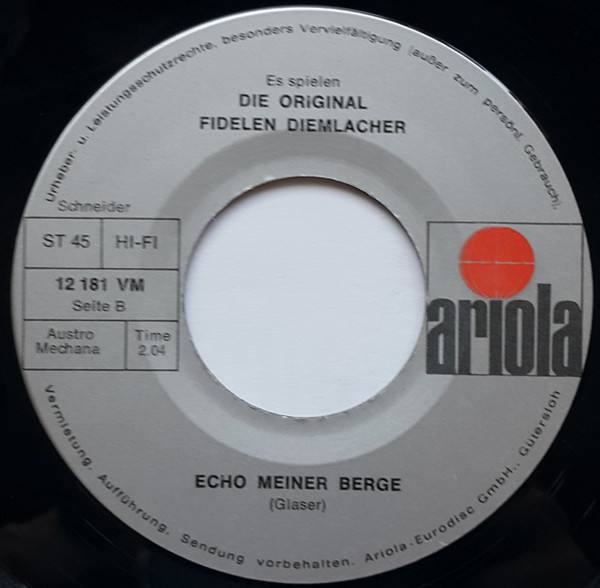 Urheber- u. Leistungsschutzrechte, besonders Vervielfältigung (außer zum persönl. Gebrauch),
Es spielen
DIE ORIGINAL
FIDELEN DIEMLACHER
Schneider
ST 45 HI-FI
12 181 VM
Seite B
Austro
Mechana
Time
2.04
ariola
ECHO MEINER BERGE
(Glaser)
Vermietung, Aufführung, Sendung vorbehalten. Ariola-Eurodisc GmbH., Gütersloh